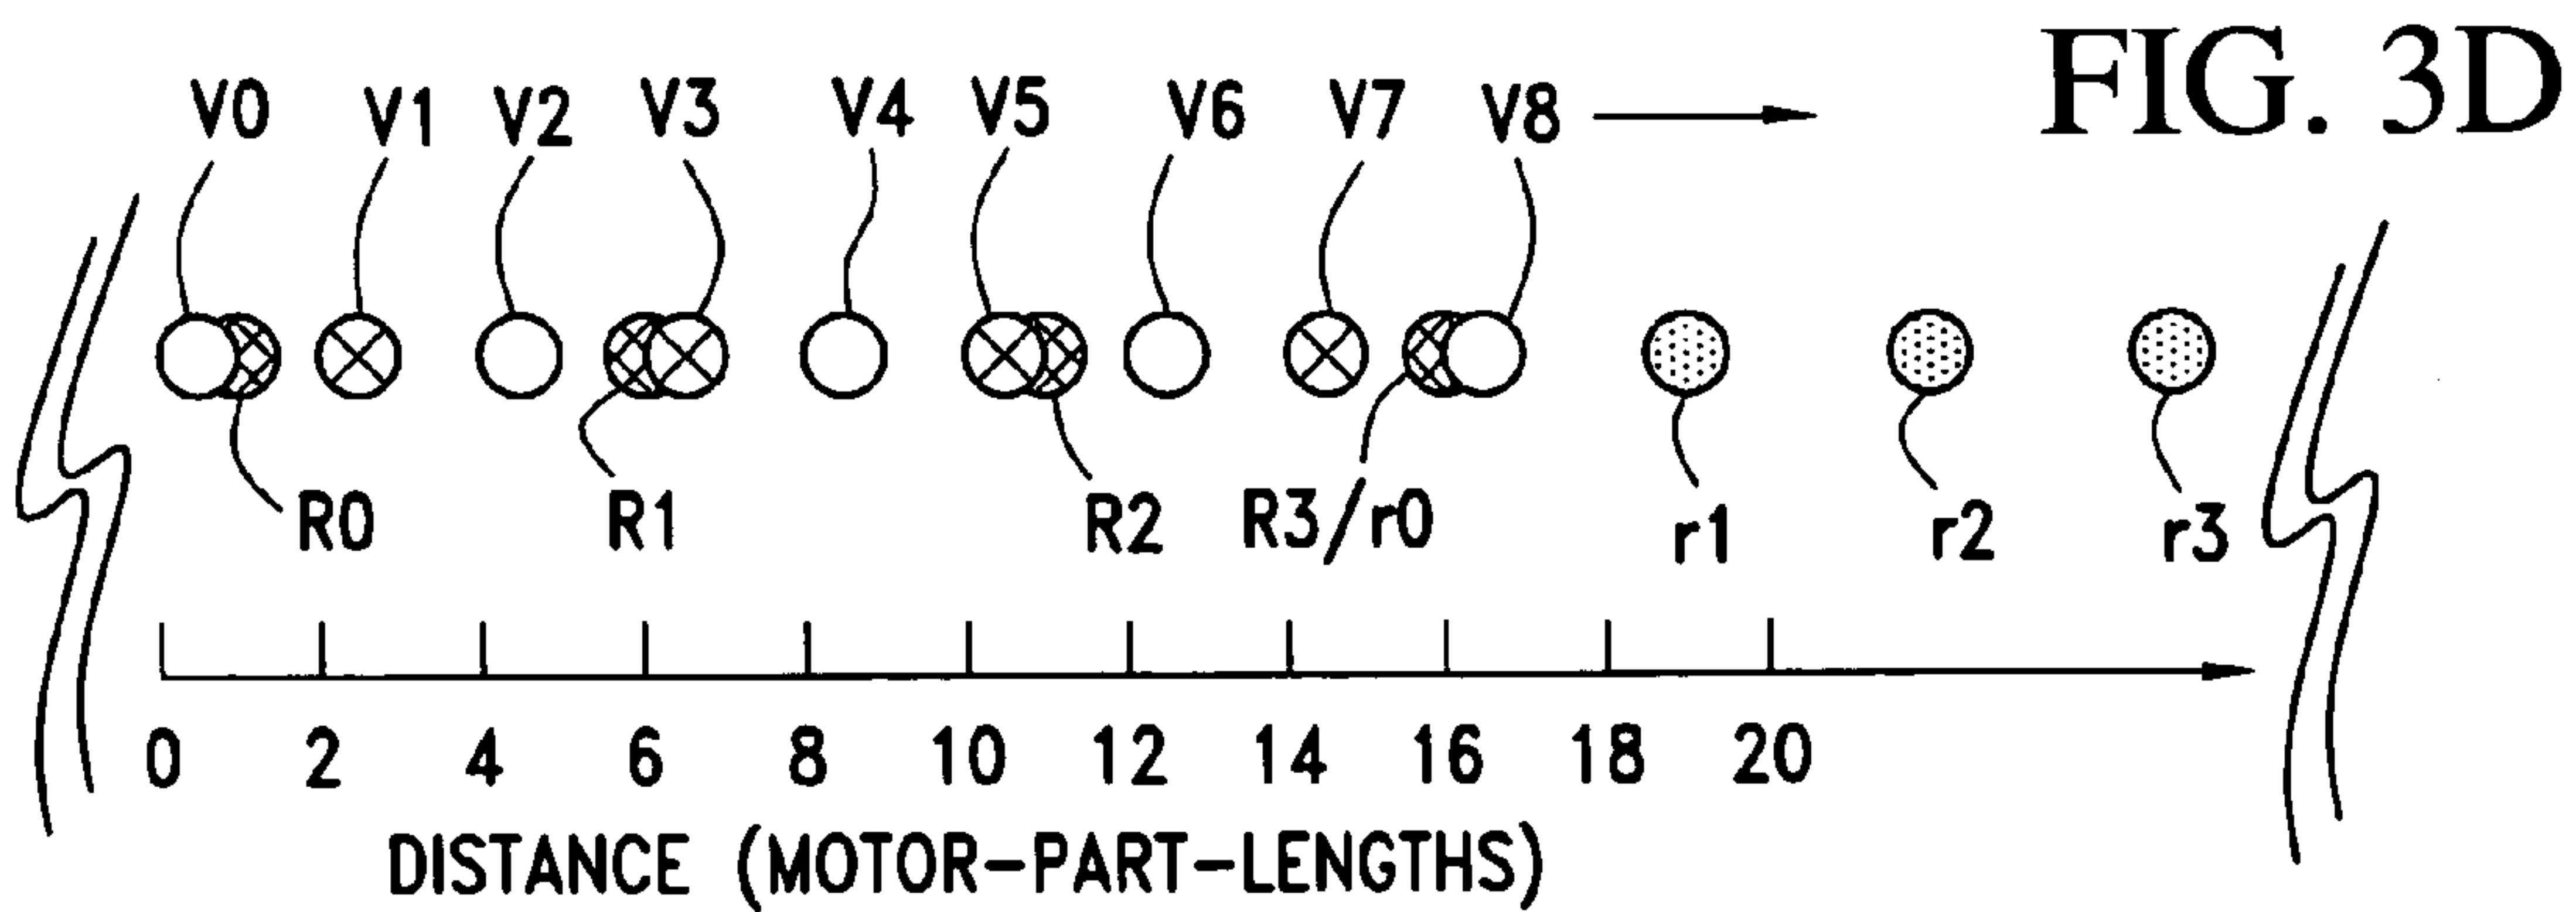 FIG. 3D
V0 V1 V2 V3 V4 V5 V6 V7 V8
R0 R1 R2 R3/r0 r1 r2 r3
0 2 4 6 8 10 12 14 16 18 20
DISTANCE (MOTOR-PART-LENGTHS)